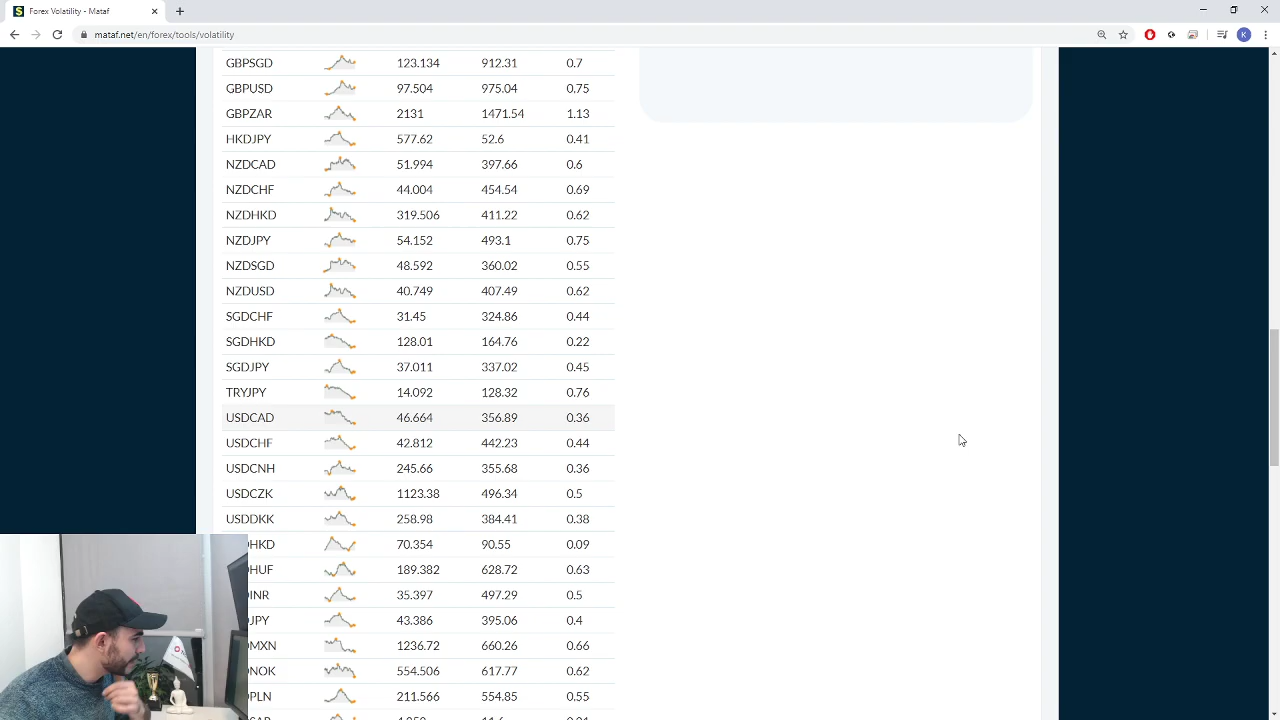 Forex Volatility - Mataf
mataf.net/en/forex/tools/volatility
K
GBPSGD 123.134 912.31 0.7
GBPUSD 97.504 975.04 0.75
GBPZAR 2131 1471.54 1.13
HKDJPY 577.62 52.6 0.41
NZDCAD 51.994 397.66 0.6
NZDCHF 44.004 454.54 0.69
NZDHKD 319.506 411.22 0.62
NZDJPY 54.152 493.1 0.75
NZDSGD 48.592 360.02 0.55
NZDUSD 40.749 407.49 0.62
SGDCHF 31.45 324.86 0.44
SGDHKD 128.01 164.76 0.22
SGDJPY 37.011 337.02 0.45
TRYJPY 14.092 128.32 0.76
USDCAD 46.664 356.89 0.36
USDCHF 42.812 442.23 0.44
USDCNH 245.66 355.68 0.36
USDCZK 1123.38 496.34 0.5
USDDKK 258.98 384.41 0.38
HKD 70.354 90.55 0.09
HUF 189.382 628.72 0.63
INR 35.397 497.29 0.5
JPY 43.386 395.06 0.4
MXN 1236.72 660.26 0.66
NOK 554.506 617.77 0.62
PLN 211.566 554.85 0.55